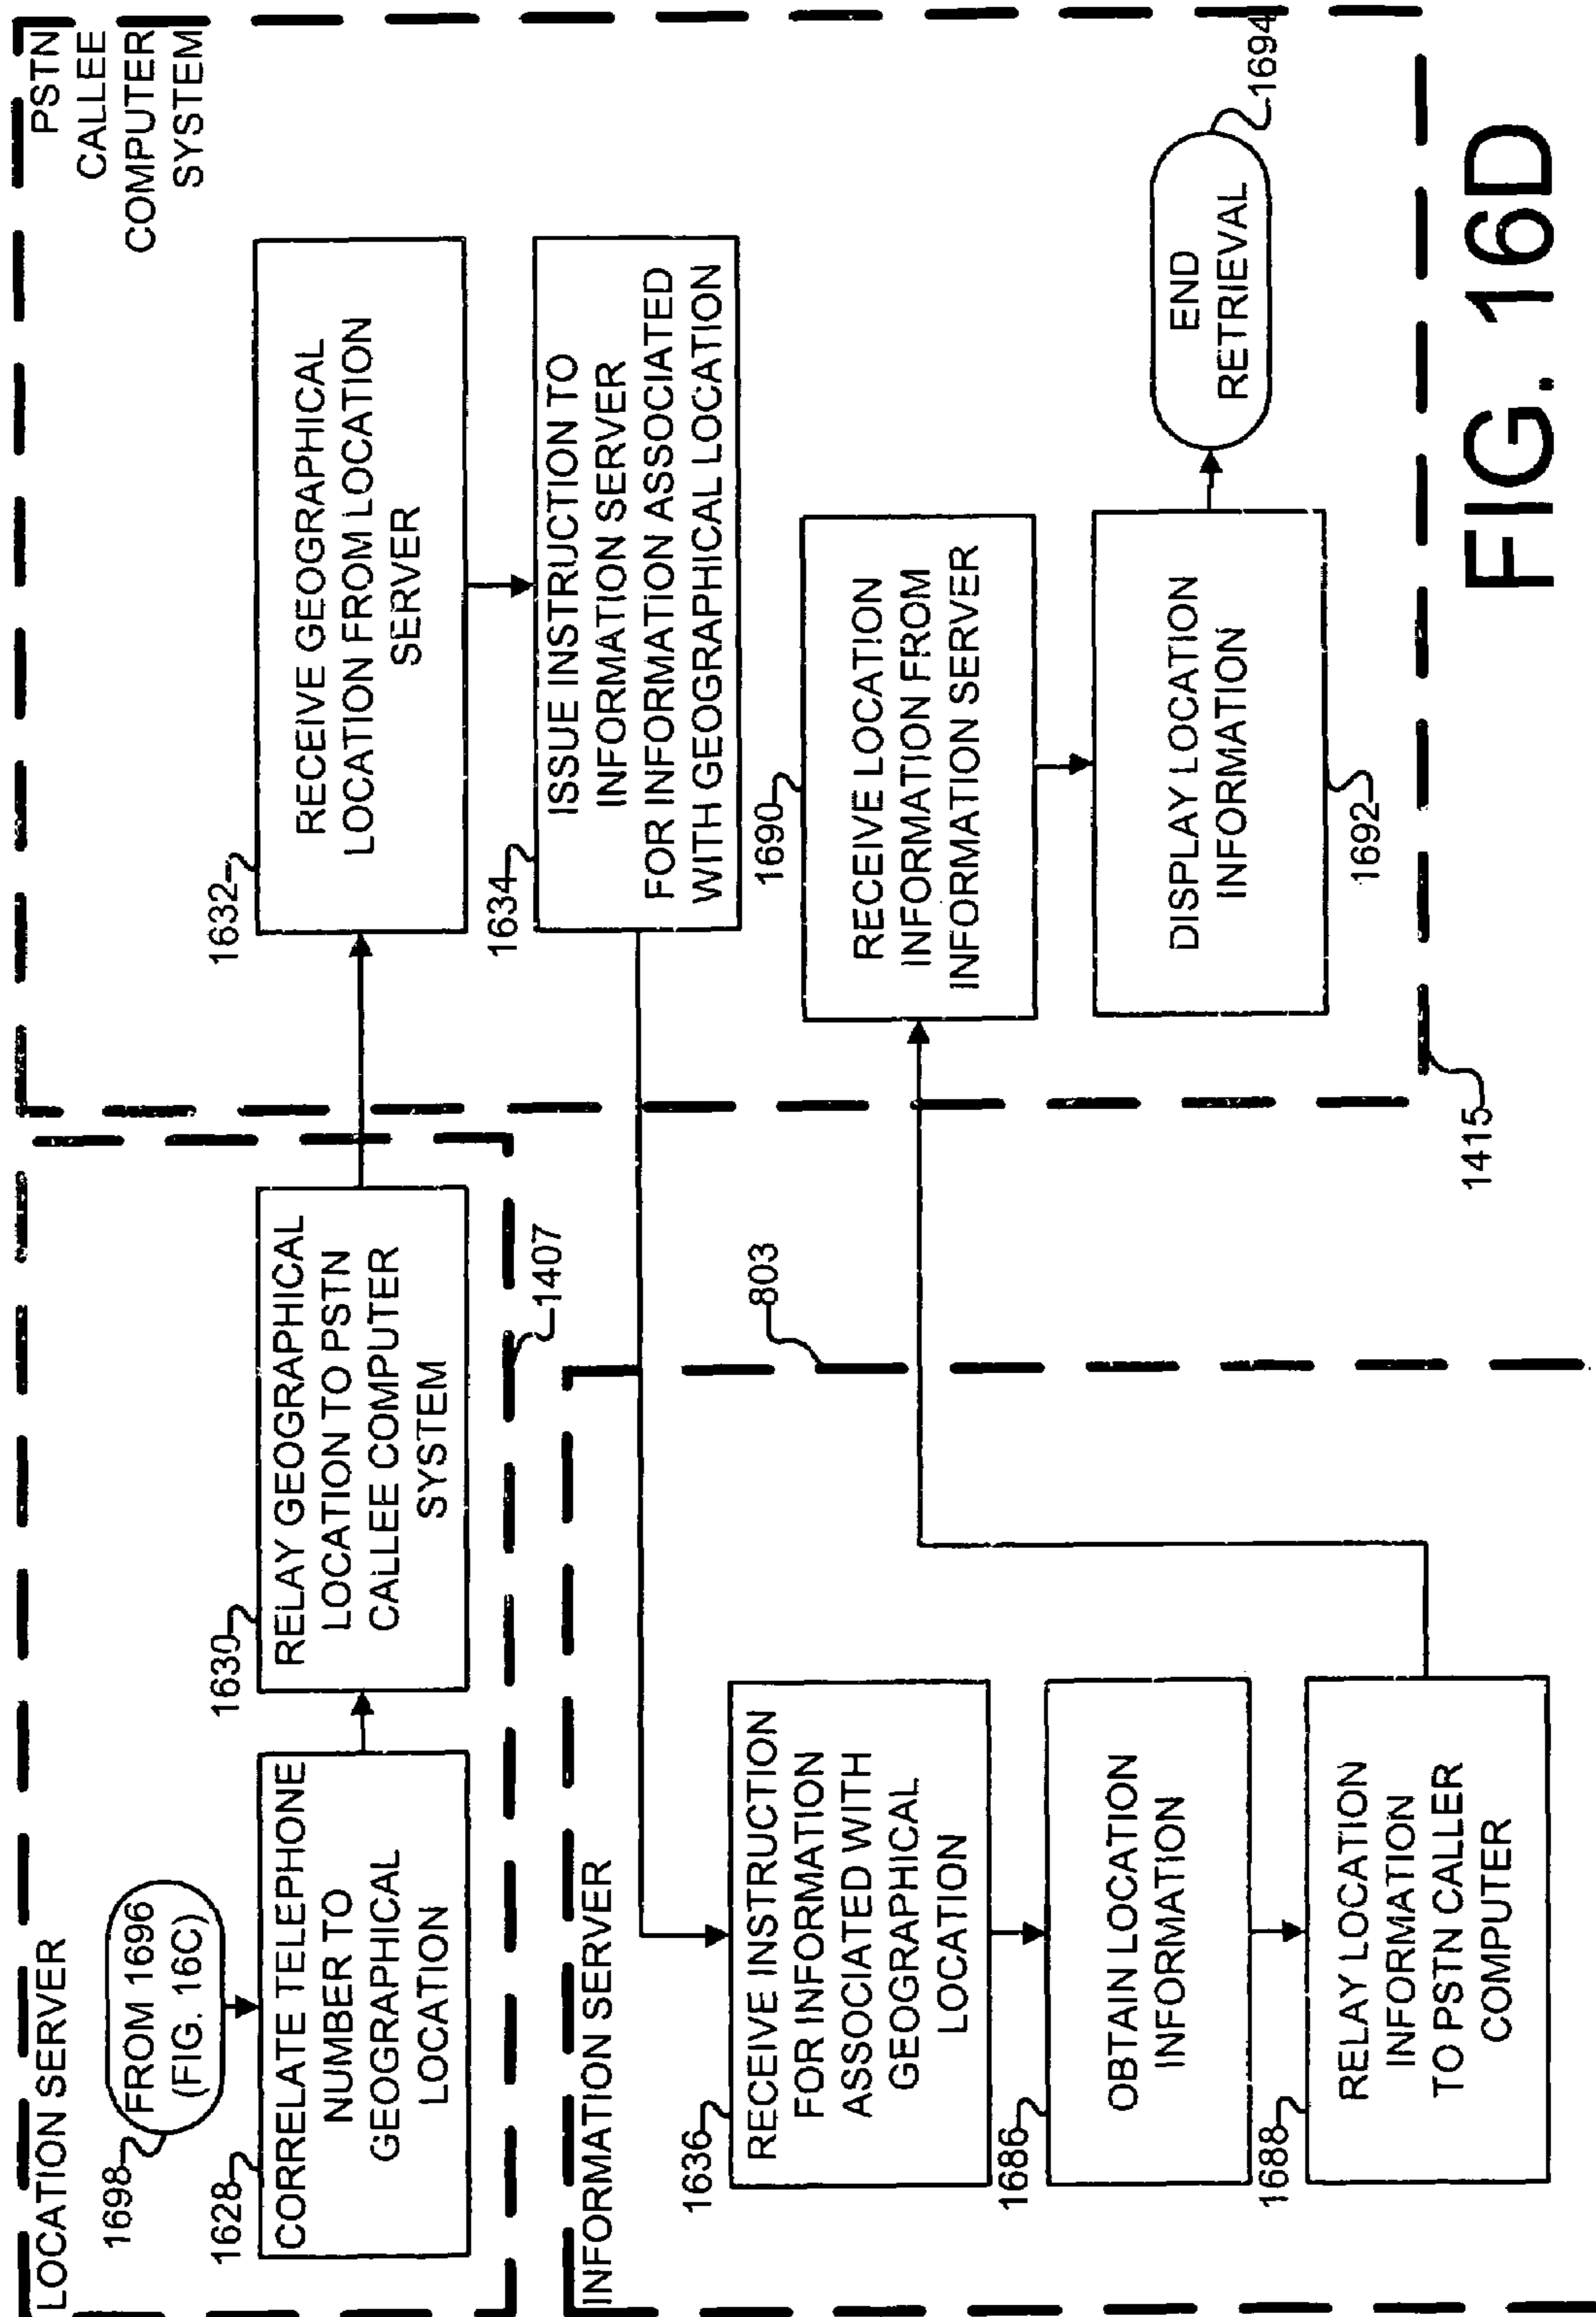 LOCATION SERVER
1698
FROM 1696
(FIG. 16C)
1628
CORRELATE TELEPHONE
NUMBER TO
GEOGRAPHICAL
LOCATION
1630
RELAY GEOGRAPHICAL
LOCATION TO PSTN
CALLEE COMPUTER
SYSTEM
1407
PSTN
CALLEE
COMPUTER
SYSTEM
1632
RECEIVE GEOGRAPHICAL
LOCATION FROM LOCATION
SERVER
1634
ISSUE INSTRUCTION TO
INFORMATION SERVER
FOR INFORMATION ASSOCIATED
WITH GEOGRAPHICAL LOCATION
INFORMATION SERVER
803
1636
RECEIVE INSTRUCTION
FOR INFORMATION
ASSOCIATED WITH
GEOGRAPHICAL
LOCATION
1686
OBTAIN LOCATION
INFORMATION
1688
RELAY LOCATION
INFORMATION
TO PSTN CALLER
COMPUTER
1690
RECEIVE LOCATION
INFORMATION FROM
INFORMATION SERVER
DISPLAY LOCATION
INFORMATION
1692
END
RETRIEVAL
1694
1415
FIG. 16D